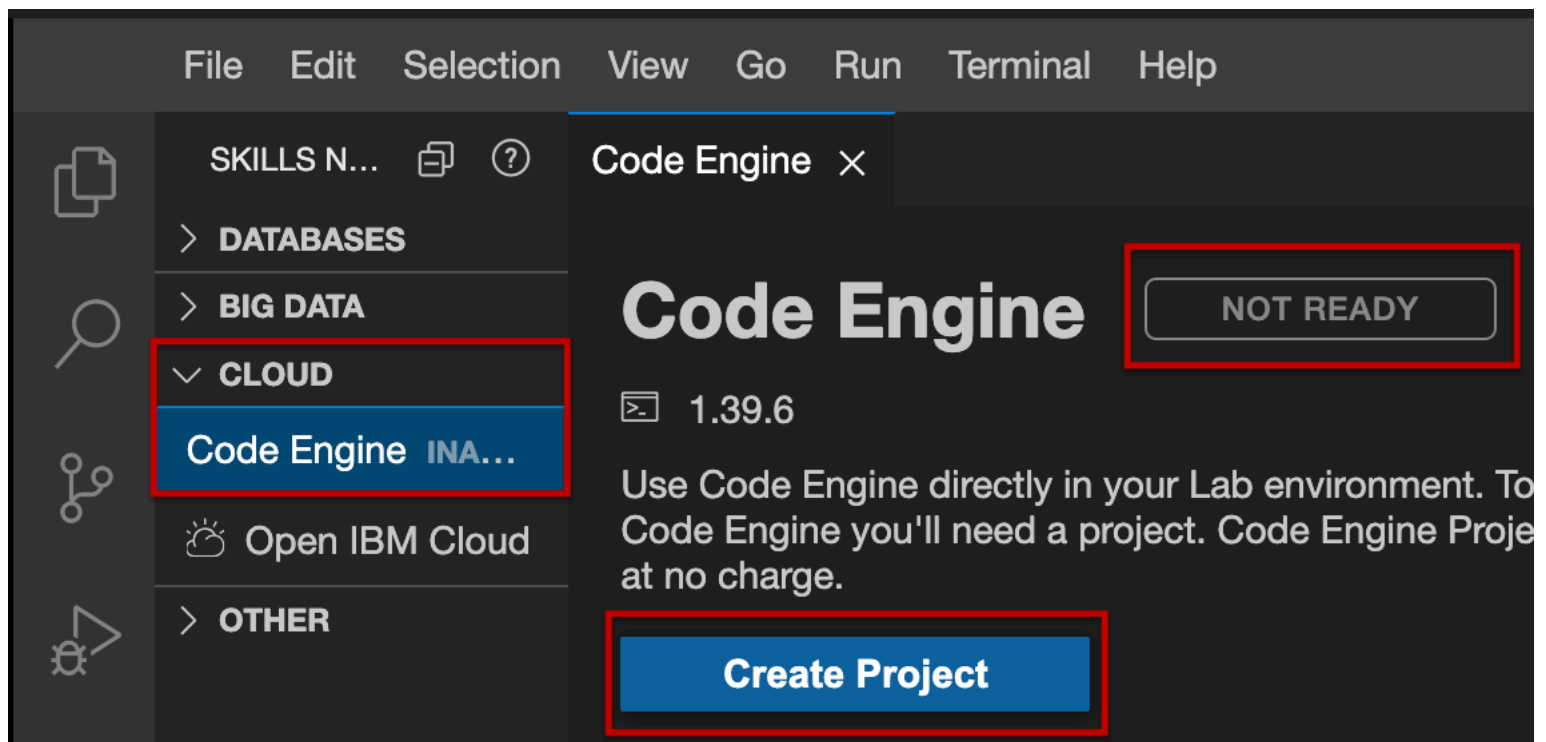 File Edit Selection View Go Run Terminal Help
SKILLS N...
Code Engine
DATABASES
BIG DATA
CLOUD
Code Engine INA...
Open IBM Cloud
OTHER
Code Engine NOT READY
1.39.6
Use Code Engine directly in your Lab environment. To
Code Engine you'll need a project. Code Engine Proje
at no charge.
Create Project